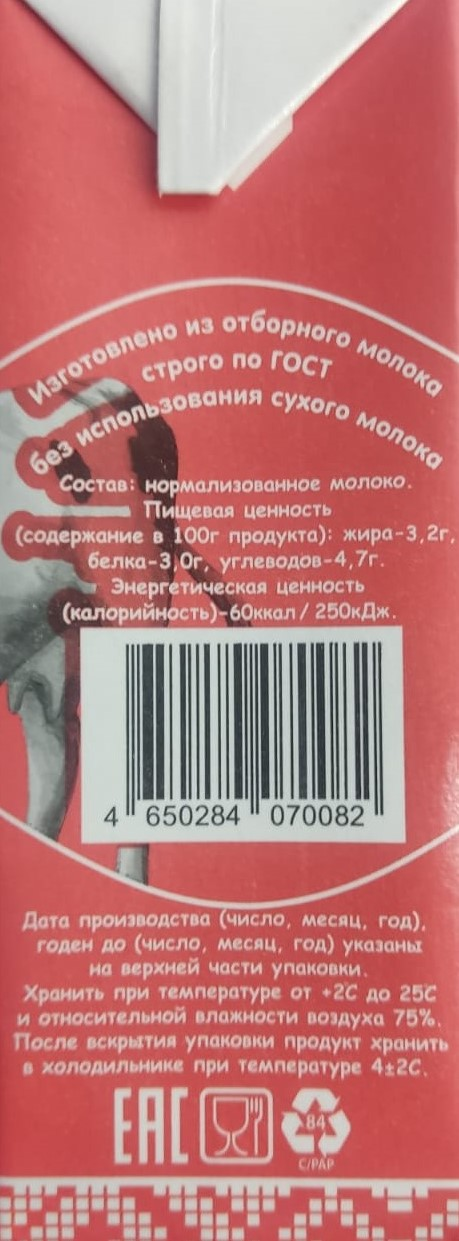 Изготовлено из отборного молока
строго по ГОСТ
без использования сухого молока
Состав: нормализованное молоко.
Пищевая ценность
(содержание в 100г продукта): жира-3,2г,
белка-3,0г, углеводов-4,7г.
Энергетическая ценность
(калорийность)-60ккал / 250кДж.
4 650284 070082
Дата производства (число, месяц, год),
годен до (число, месяц, год) указаны
на верхней части упаковки.
Хранить при температуре от +2С до 25С
и относительной влажности воздуха 75%.
После вскрытия упаковки продукт хранить
в холодильнике при температуре 4±2С.
EAC
84
C/PAP